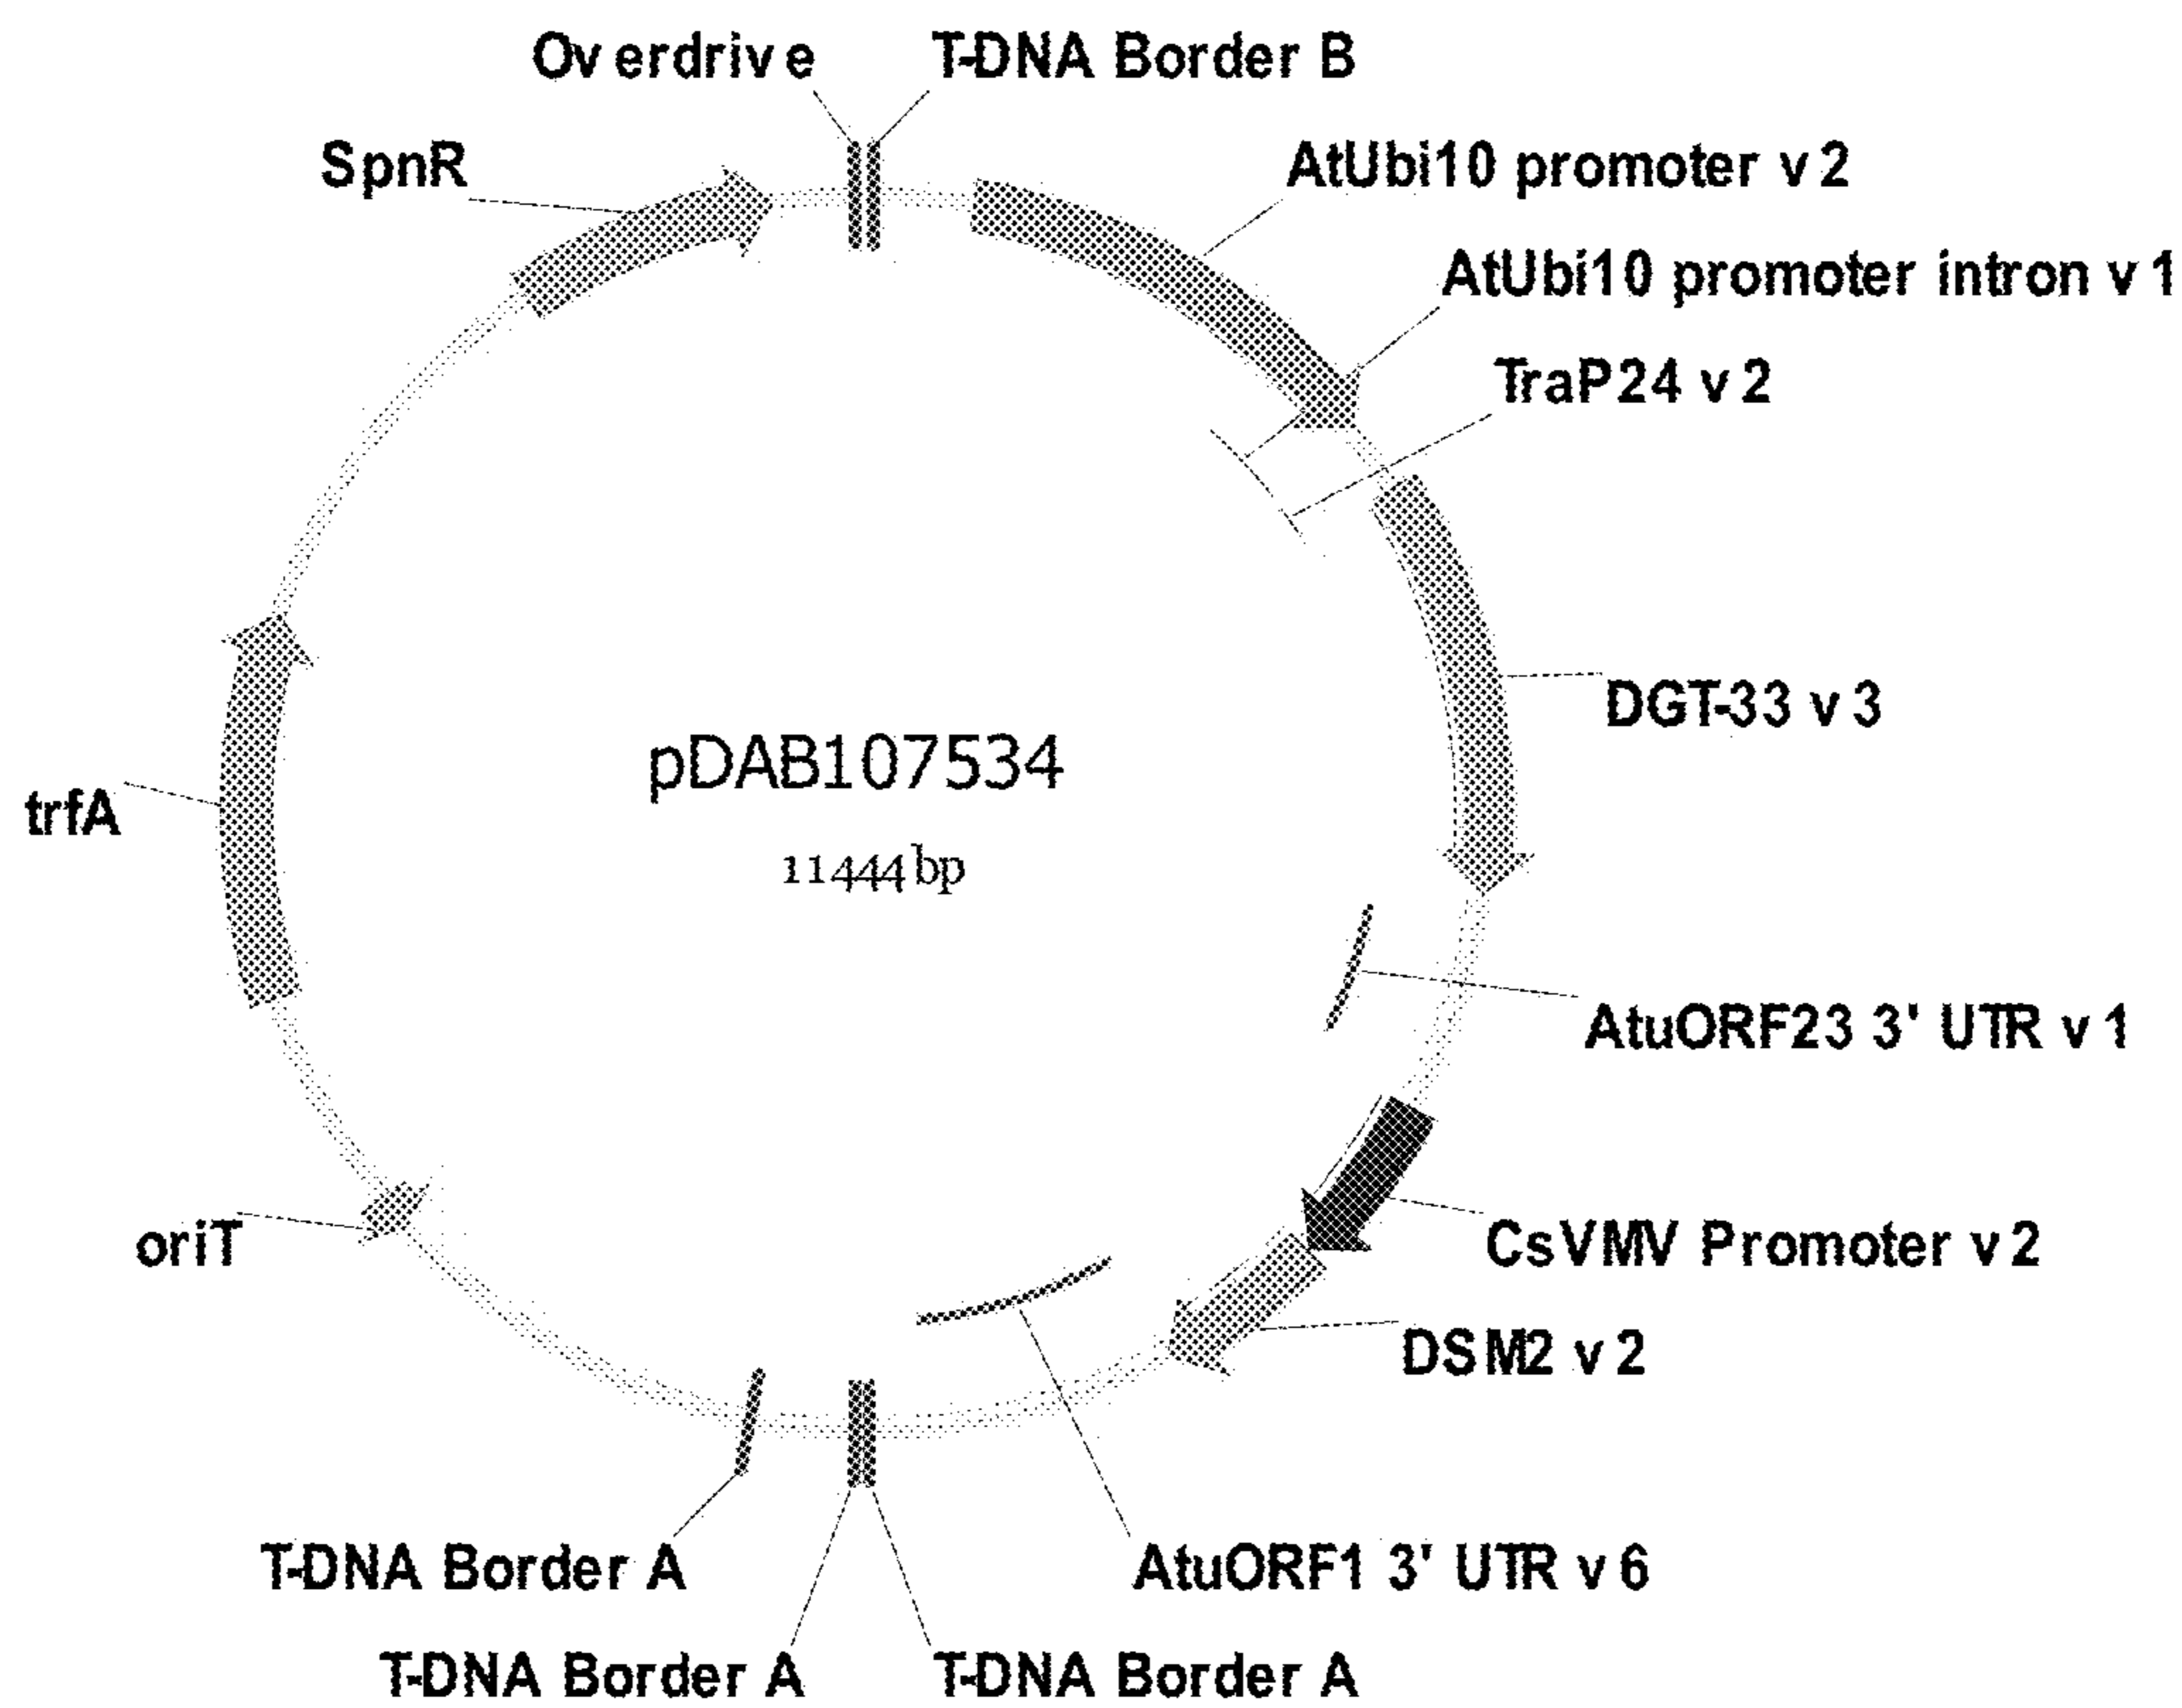 Overdrive
T-DNA Border B
SpnR
AtUbi10 promoter v2
AtUbi10 promoter intron v1
TraP24 v2
DGT-33 v3
pDAB107534
11444bp
trfA
AtuORF23 3' UTR v1
oriT
CsVMV Promoter v2
DSM2 v2
T-DNA Border A
AtuORF1 3' UTR v6
T-DNA Border A
T-DNA Border A